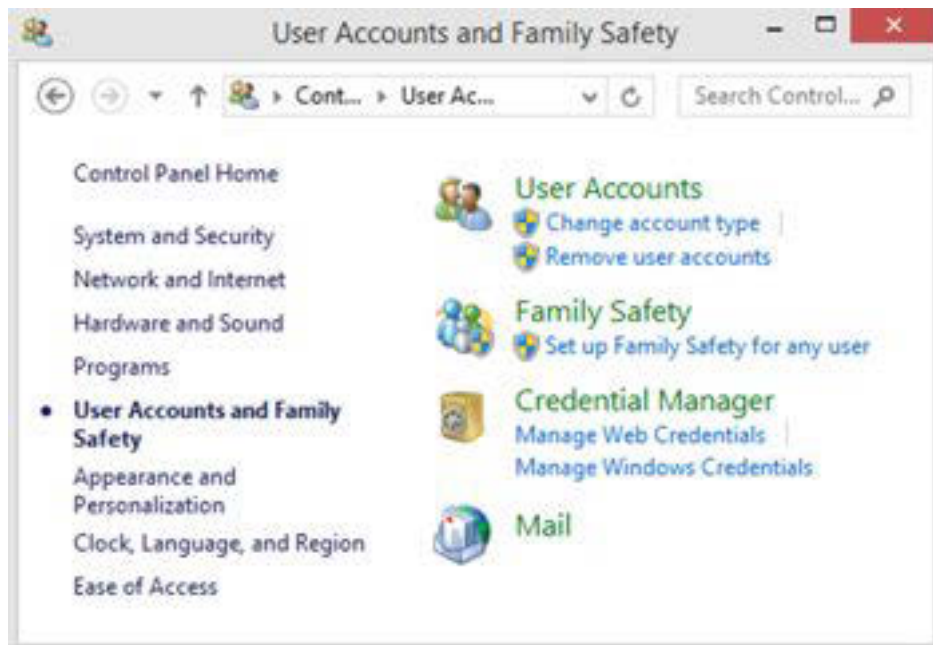 User Accounts and Family Safety
Cont... User Ac...
Search Control...
Control Panel Home
System and Security
Network and Internet
Hardware and Sound
Programs
User Accounts and Family
Safety
Appearance and
Personalization
Clock, Language, and Region
Ease of Access
User Accounts
Change account type
Remove user accounts
Family Safety
Set up Family Safety for any user
Credential Manager
Manage Web Credentials
Manage Windows Credentials
Mail